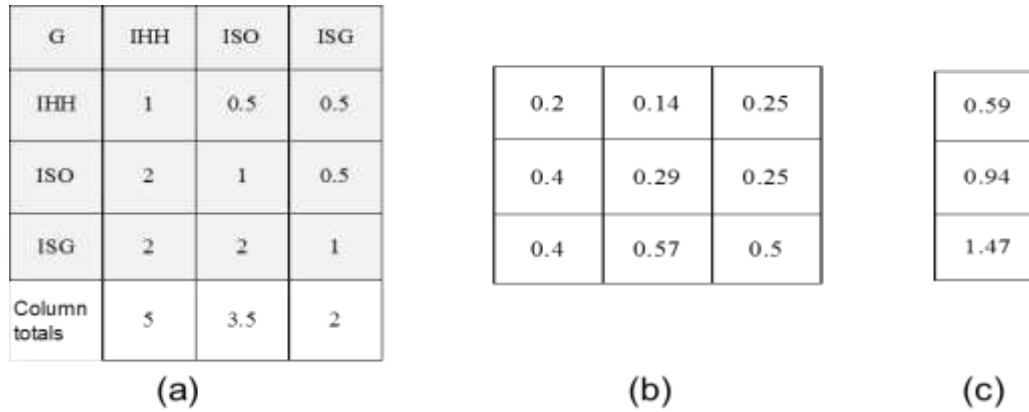 G IHH ISO ISG
IHH 1 0.5 0.5
ISO 2 1 0.5
ISG 2 2 1
Column
totals 5 3.5 2
(a)
0.2 0.14 0.25
0.4 0.29 0.25
0.4 0.57 0.5
(b)
0.59
0.94
1.47
(c)